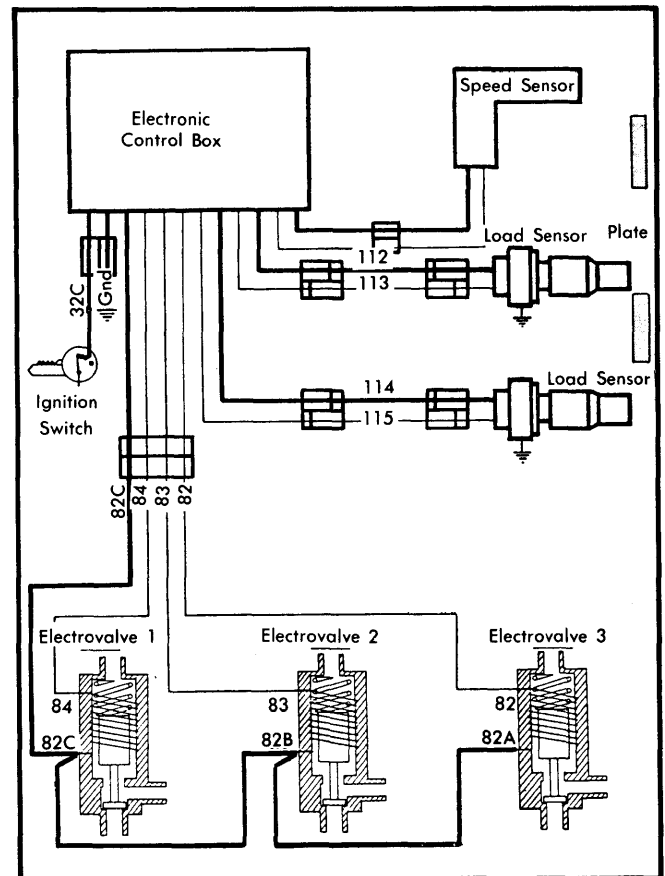 Electronic
Control Box
Speed Sensor
Load Sensor
Plate
112
113
32C
Gnd
Ignition
Switch
114
Load Sensor
115
82C
84
83
82
Electrovalve 1
Electrovalve 2
Electrovalve 3
84
83
82
82C
82B
82A